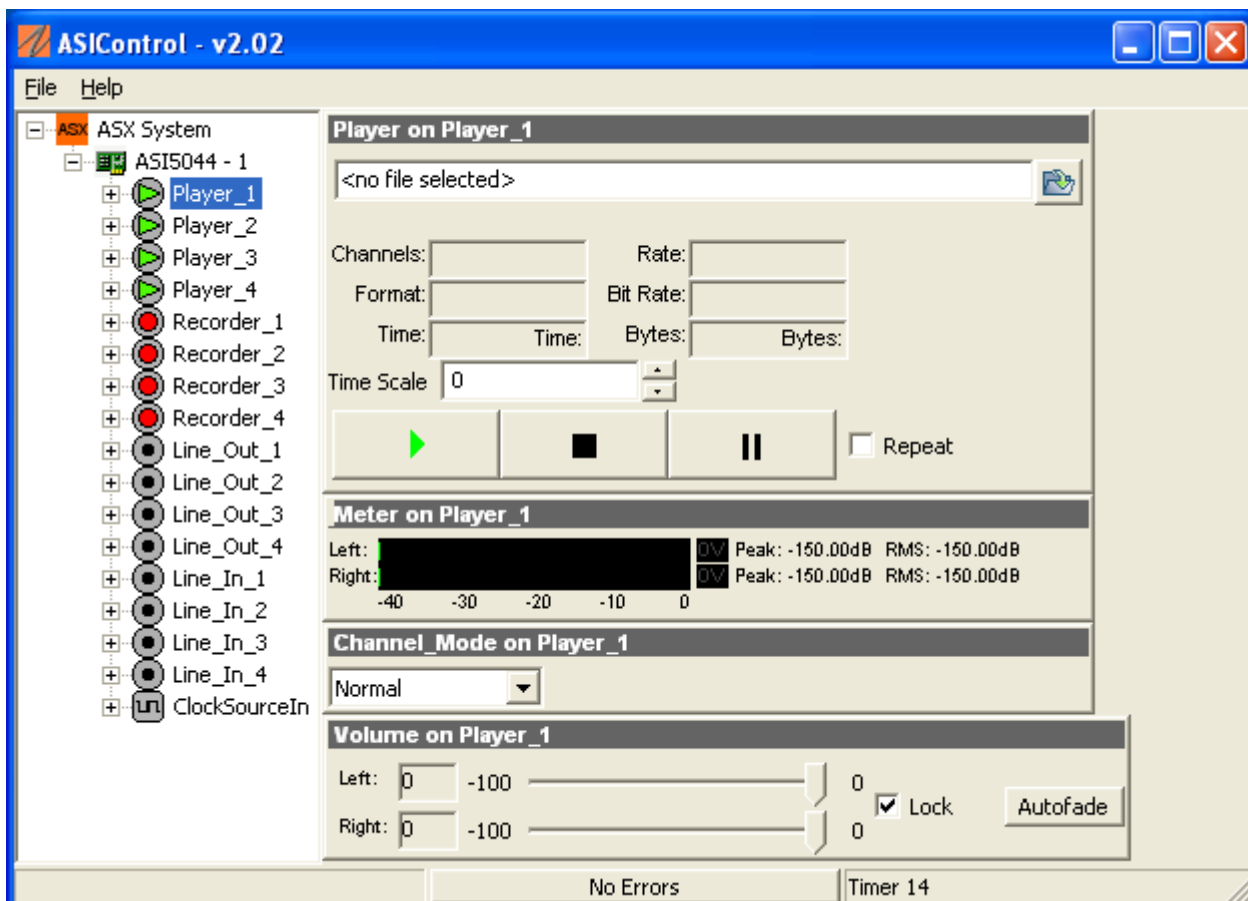 ASIControl - v2.02
File Help
ASX ASX System
ASI5044 - 1
Player_1
Player_2
Player_3
Player_4
Recorder_1
Recorder_2
Recorder_3
Recorder_4
Line_Out_1
Line_Out_2
Line_Out_3
Line_Out_4
Line_In_1
Line_In_2
Line_In_3
Line_In_4
ClockSourceIn
Player on Player_1
<no file selected>
Channels: Rate:
Format: Bit Rate:
Time: Time: Bytes: Bytes:
Time Scale 0
Repeat
Meter on Player_1
Left: 0V Peak: -150.00dB RMS: -150.00dB
Right: 0V Peak: -150.00dB RMS: -150.00dB
-40 -30 -20 -10 0
Channel_Mode on Player_1
Normal
Volume on Player_1
Left: 0 -100 0
Lock Autofade
Right: 0 -100 0
No Errors Timer 14